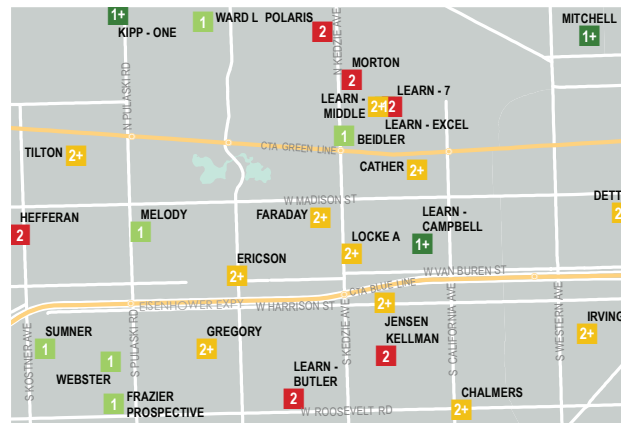 1+
KIPP - ONE
1
WARD L
POLARIS
2
N KEDZIE AVE
MITCHELL
1+
N PULASKI RD
MORTON
2
LEARN -
MIDDLE
2+
2
LEARN - 7
LEARN - EXCEL
1
BEIDLER
CTA GREEN LINE
TILTON
2+
CATHER
2+
W MADISON ST
HEFFERAN
2
MELODY
1
FARADAY
2+
LEARN -
CAMPBELL
1+
DETT
2+
LOCKE A
2+
ERICSON
2+
W VAN BUREN ST
CTA BLUE LINE
EISENHOWER EXPY
W HARRISON ST
2+
JENSEN
KELLMAN
2
S KOSTNER AVE
SUMNER
1
S PULASKI RD
GREGORY
2+
S KEDZIE AVE
S CALIFORNIA AVE
S WESTERN AVE
IRVING
2+
WEBSTER
1
LEARN -
BUTLER
2
FRAZIER
PROSPECTIVE
1
CHALMERS
2+
W ROOSEVELT RD